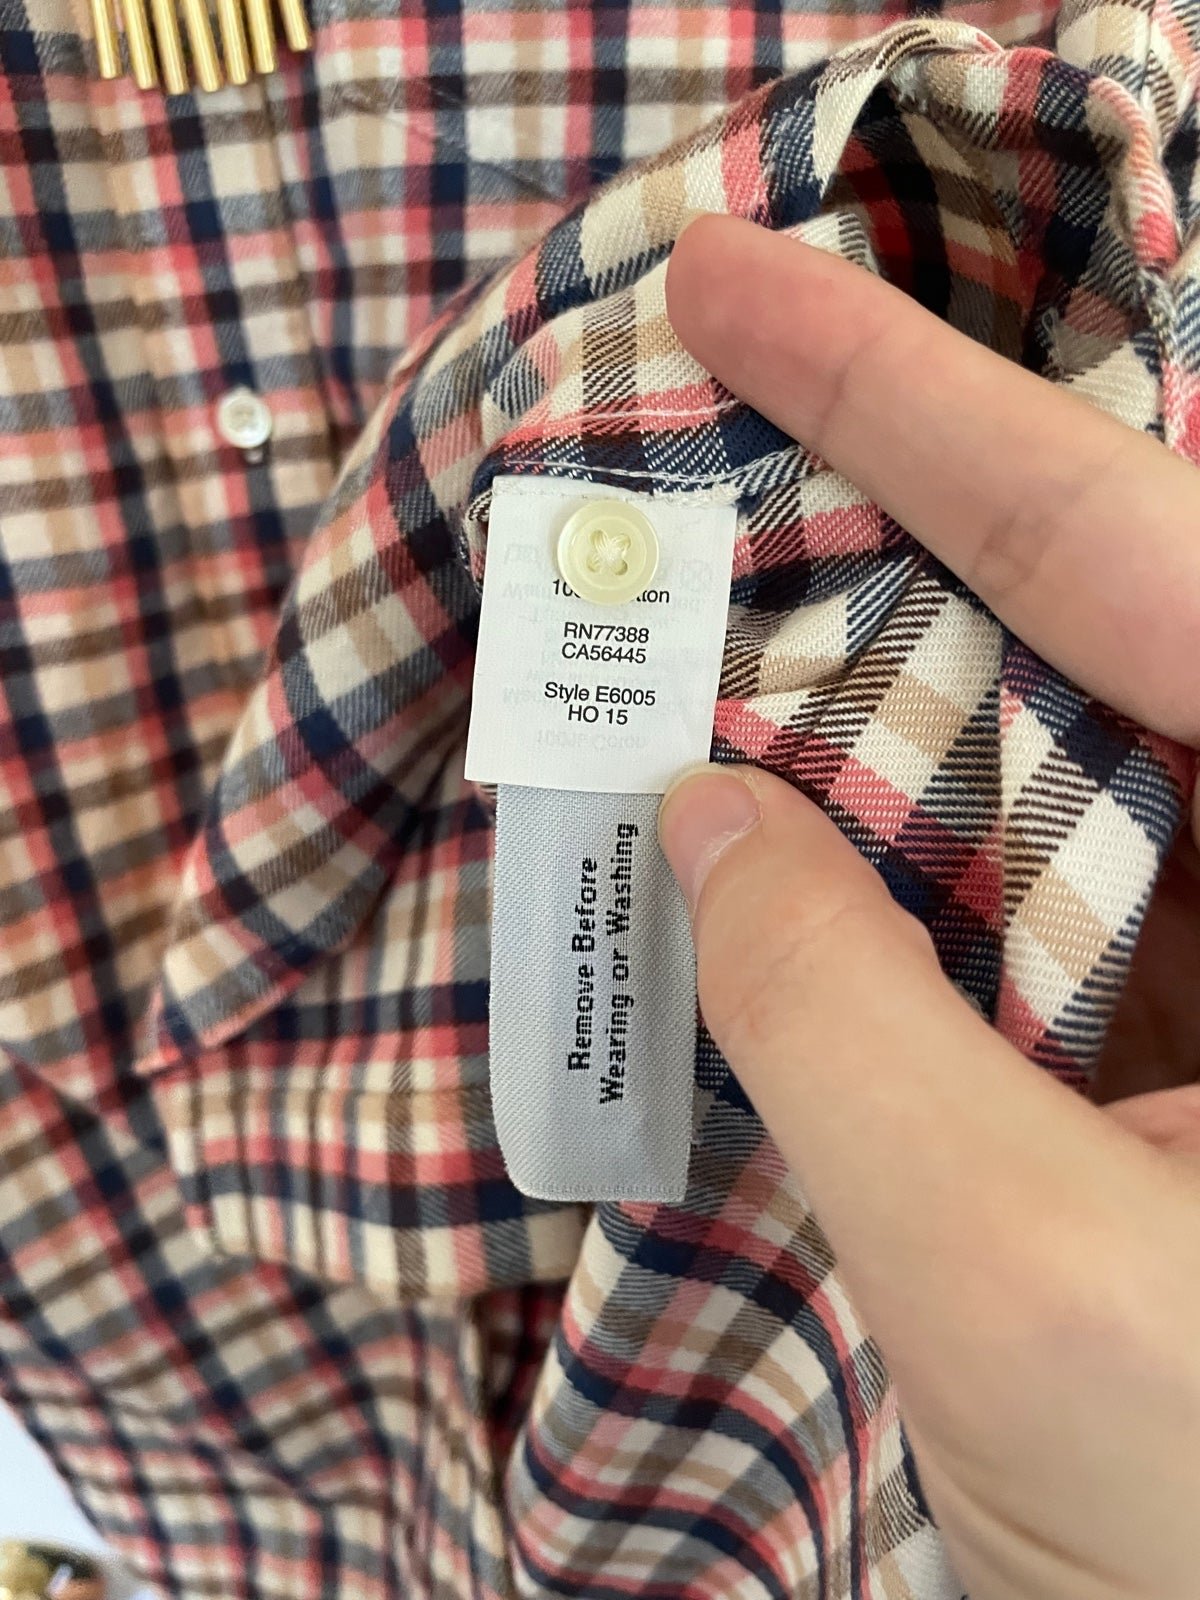 RN77388
CA56445
Style E6005
HO 15
Remove Before
Wearing or Washing